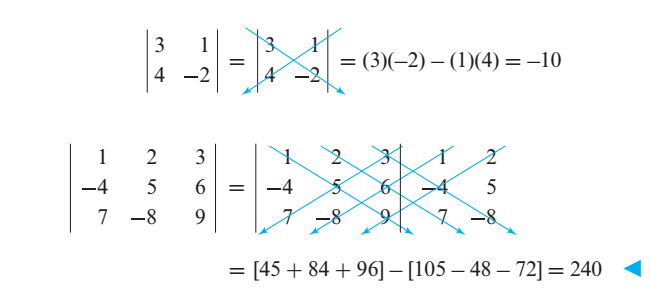 |3 1| = |3 1| = (3)(−2) − (1)(4) = −10
|4 −2| |4 −2|
|1 2 3| |1 2 3| 1 2
|−4 5 6| = |−4 5 6| −4 5
|7 −8 9| |7 −8 9| 7 −8
= [45 + 84 + 96] − [105 − 48 − 72] = 240